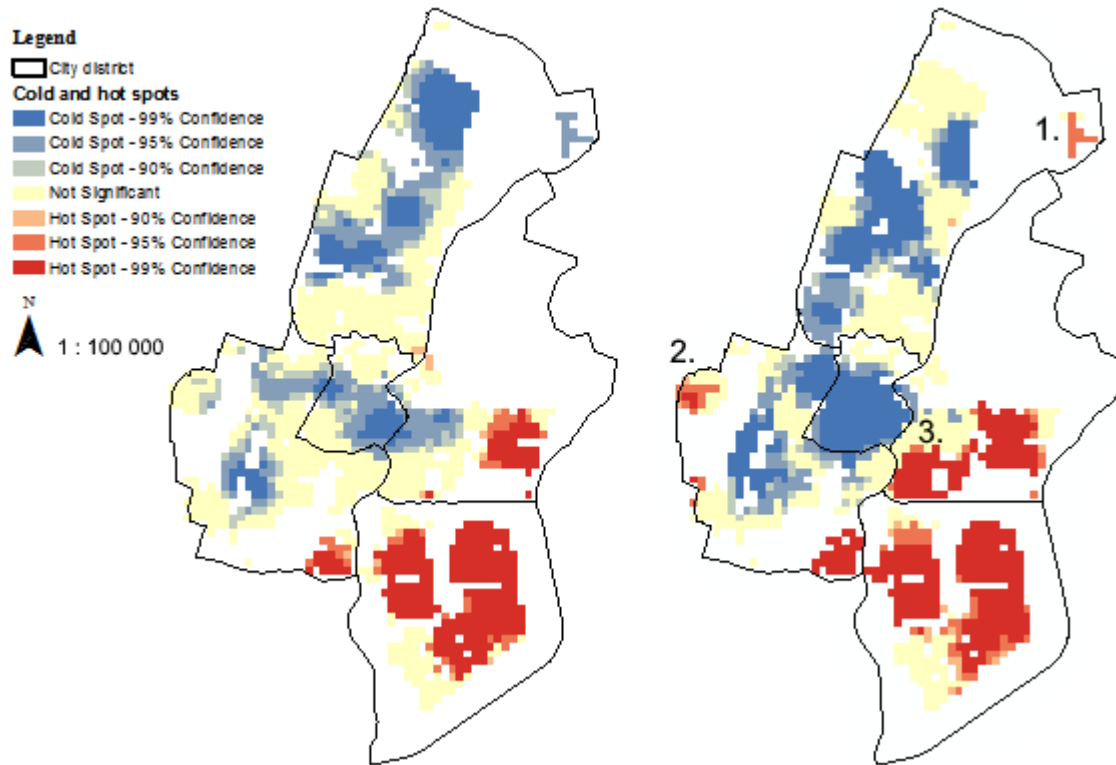 Legend
City district
Cold and hot spots
Cold Spot - 99% Confidence
Cold Spot - 95% Confidence
Cold Spot - 90% Confidence
Not Significant
Hot Spot - 90% Confidence
Hot Spot - 95% Confidence
Hot Spot - 99% Confidence
N
1 : 100 000
1.
2.
3.